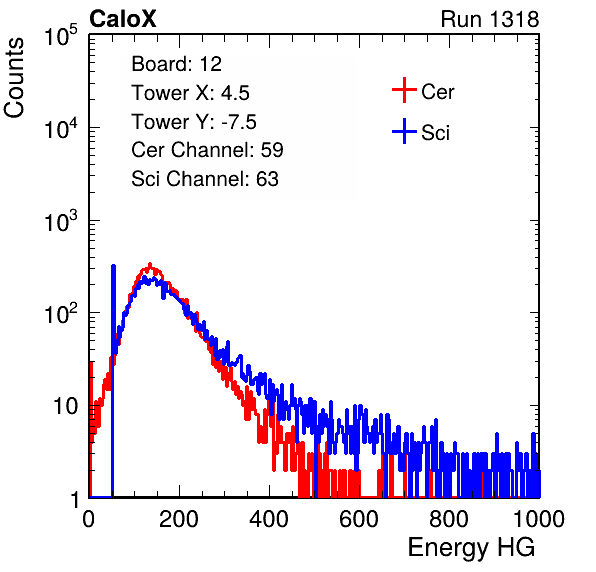 CaloX Run 1318
Counts
Board: 12
Tower X: 4.5
Tower Y: -7.5
Cer Channel: 59
Sci Channel: 63
Cer
Sci
10^5
10^4
10^3
10^2
10
1
0 200 400 600 800 1000
Energy HG